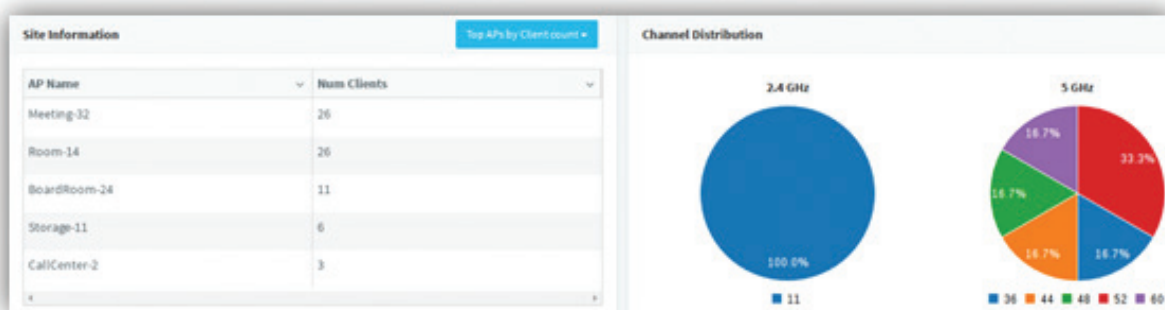 Site Information
Top APs by Client count
AP Name
Num Clients
Meeting-32
26
Room-14
26
BoardRoom-24
11
Storage-11
6
CallCenter-2
3
Channel Distribution
2.4 GHz
100.0%
11
5 GHz
16.7%
33.3%
16.7%
16.7%
16.7%
36 44 48 52 60